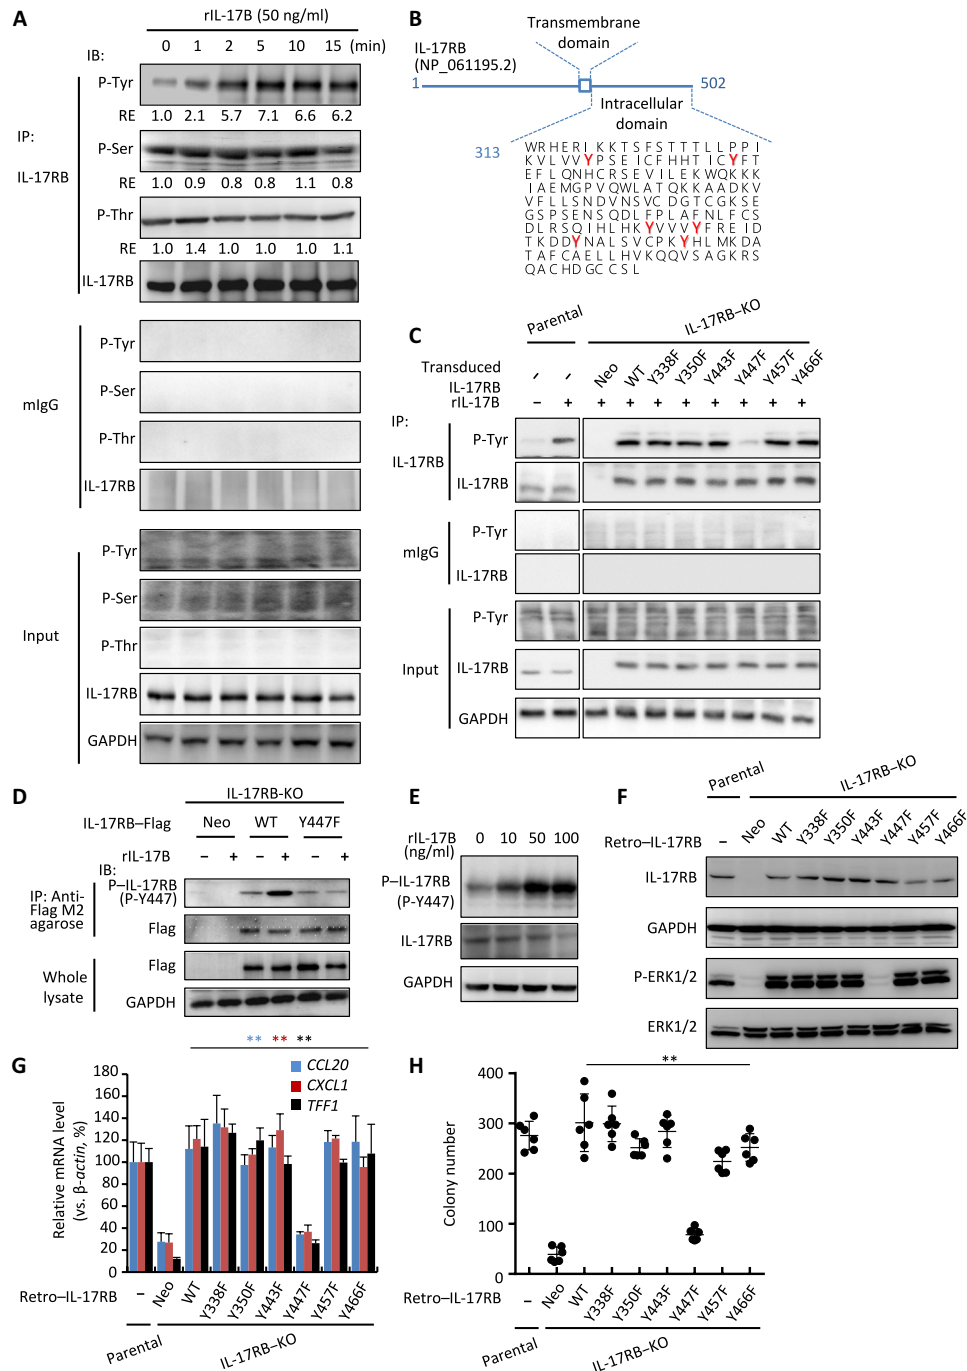 A
rIL-17B (50 ng/ml)
IB:
0 1 2 5 10 15 (min)
P-Tyr
RE 1.0 2.1 5.7 7.1 6.6 6.2
IP:
IL-17RB
P-Ser
RE 1.0 0.9 0.8 0.8 1.1 0.8
P-Thr
RE 1.0 1.4 1.0 1.0 1.0 1.1
IL-17RB
mIgG
P-Tyr
P-Ser
P-Thr
IL-17RB
Input
P-Tyr
P-Ser
P-Thr
IL-17RB
GAPDH
B
Transmembrane
domain
IL-17RB
(NP_061195.2)
1
502
Intracellular
domain
313
WRHERIKKTSFSTTTLLPPI
KVLVVYPSEICFHHTICYFT
EFLQNHCRSEVILEKWQKKK
IAEMGPVQWLATQKKAADKV
VFLLSNDVNSVCDGTCGKSE
GSPSENSQDLFPLAFNLFCS
DLRSQIHLHKYVVVYFREID
TKDDYNALSVCPKYHLMKDA
TAFCAELLHVKQQVSAGKRS
QACHDGCCSL
C
Parental
IL-17RB–KO
Transduced
IL-17RB
– – Neo WT Y338F Y350F Y443F Y447F Y457F Y466F
rIL-17B – + + + + + + + + +
IP:
IL-17RB
P-Tyr
IL-17RB
mIgG
P-Tyr
IL-17RB
Input
P-Tyr
IL-17RB
GAPDH
D
IL-17RB-KO
IL-17RB–Flag Neo WT Y447F
rIL-17B – + – + – +
IB:
IP: Anti-
Flag M2
agarose
P–IL-17RB
(P-Y447)
Flag
Whole
lysate
Flag
GAPDH
E
rIL-17B
(ng/ml)
0 10 50 100
P–IL-17RB
(P-Y447)
IL-17RB
GAPDH
F
Parental
IL-17RB–KO
Retro–IL-17RB – Neo WT Y338F Y350F Y443F Y447F Y457F Y466F
IL-17RB
GAPDH
P-ERK1/2
ERK1/2
G
** ** **
CCL20
CXCL1
TFF1
Relative mRNA level
(vs. β-actin, %)
180
160
140
120
100
80
60
40
20
0
Retro–IL-17RB – Neo WT Y338F Y350F Y443F Y447F Y457F Y466F
Parental
IL-17RB–KO
H
**
Colony number
400
300
200
100
0
– Neo WT Y338F Y350F Y443F Y447F Y457F Y466F
Parental
IL-17RB–KO